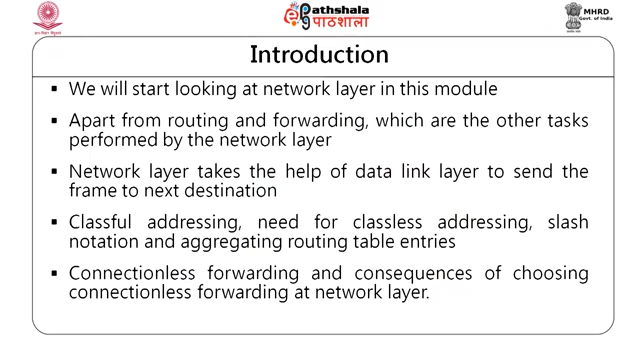 Pathshala
पाठशाला
MHRD
Govt. of India
Introduction
▪ We will start looking at network layer in this module
▪ Apart from routing and forwarding, which are the other tasks
performed by the network layer
▪ Network layer takes the help of data link layer to send the
frame to next destination
▪ Classful addressing, need for classless addressing, slash
notation and aggregating routing table entries
▪ Connectionless forwarding and consequences of choosing
connectionless forwarding at network layer.